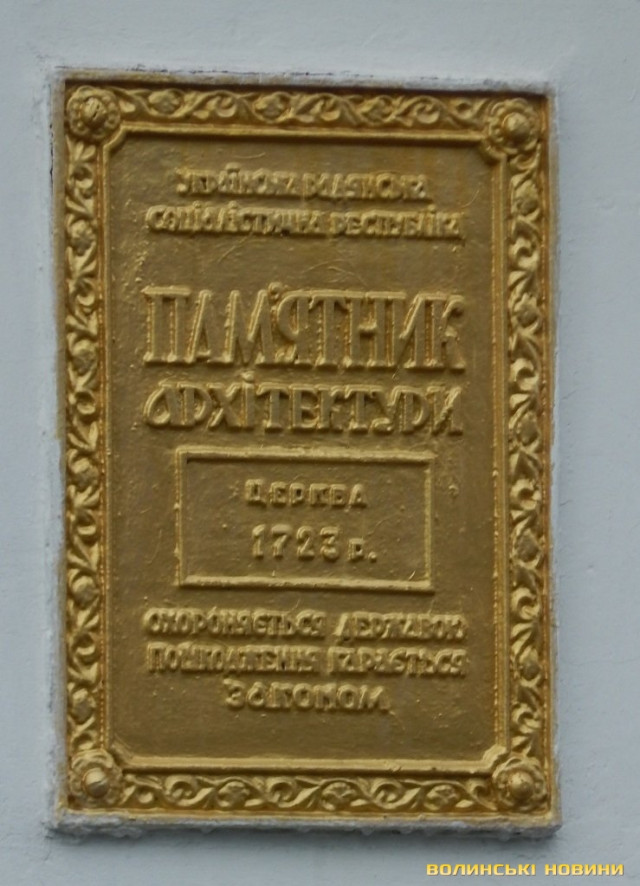 УКРАЇНСЬКА РАДЯНСЬКА
СОЦІАЛІСТИЧНА РЕСПУБЛІКА
ПАМ'ЯТНИК
АРХІТЕКТУРИ
ЦЕРКВА
1723 р.
ОХОРОНЯЄТЬСЯ ДЕРЖАВОЮ
ПОШКОДЖЕННЯ КАРАЄТЬСЯ
ЗАКОНОМ
ВОЛИНСЬКІ НОВИНИ